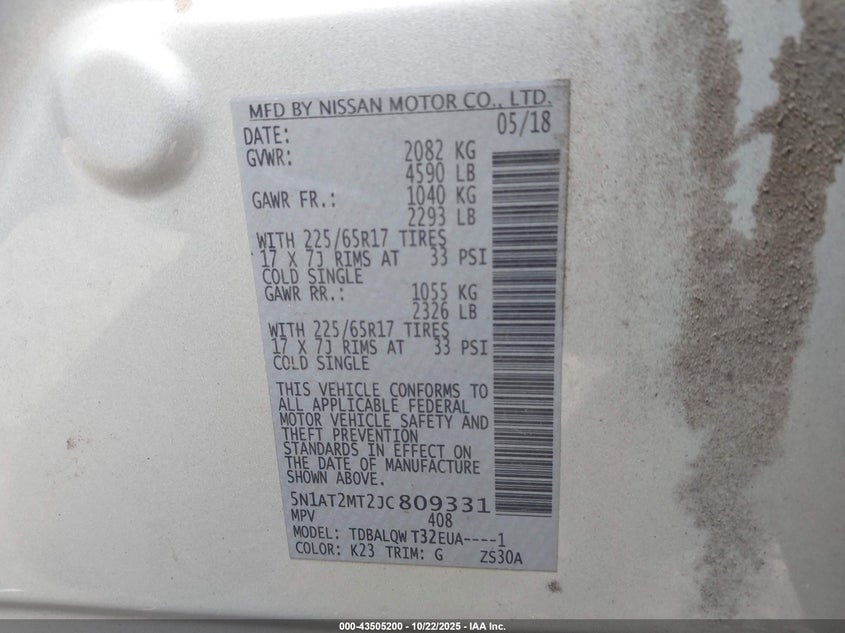 MFD BY NISSAN MOTOR CO., LTD.
DATE: 05/18
GVWR: 2082 KG
4590 LB
GAWR FR.: 1040 KG
2293 LB
WITH 225/65R17 TIRES
17 X 7J RIMS AT 33 PSI
COLD SINGLE
GAWR RR.: 1055 KG
2326 LB
WITH 225/65R17 TIRES
17 X 7J RIMS AT 33 PSI
COLD SINGLE
THIS VEHICLE CONFORMS TO
ALL APPLICABLE FEDERAL
MOTOR VEHICLE SAFETY AND
THEFT PREVENTION
STANDARDS IN EFFECT ON
THE DATE OF MANUFACTURE
SHOWN ABOVE.
5N1AT2MT2JC809331
MPV 408
MODEL: TDBALQW T32EUA----1
COLOR: K23 TRIM: G ZS30A
000-43505200 - 10/22/2025 - IAA Inc.